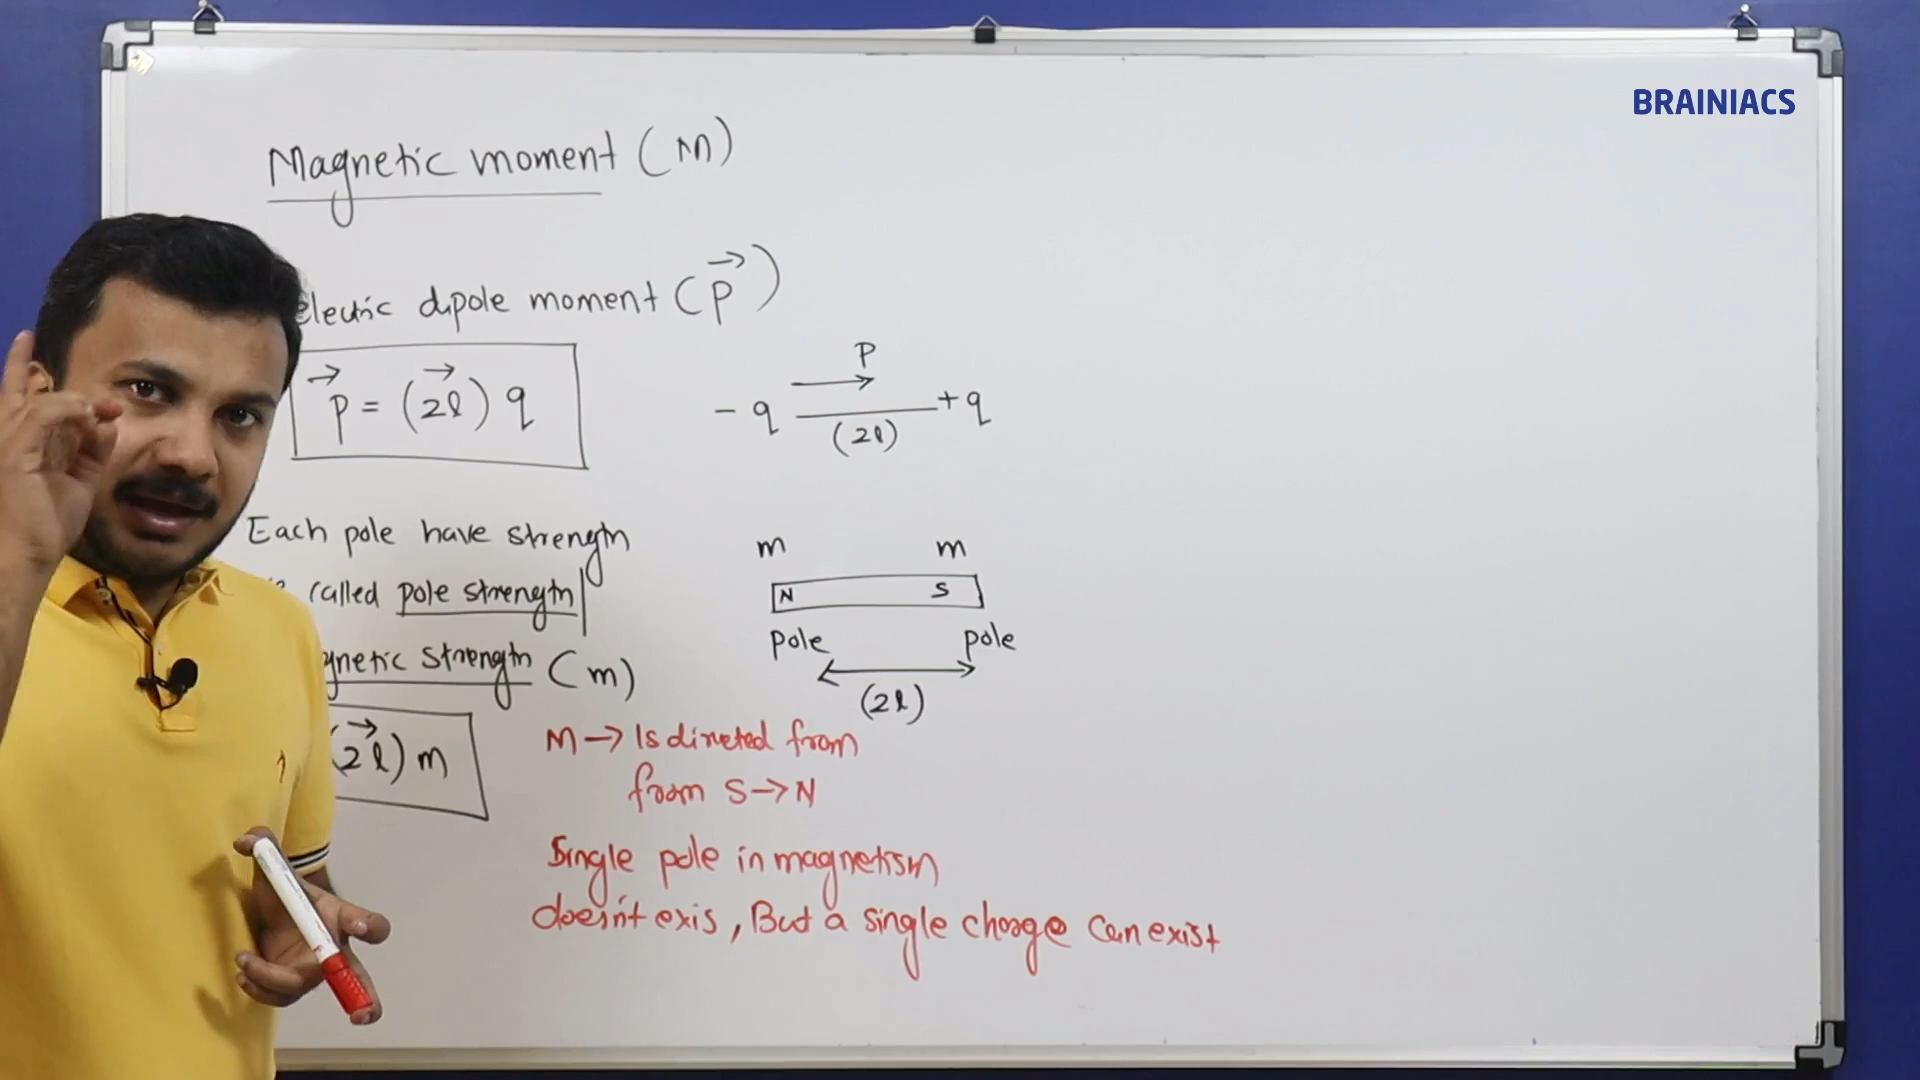 BRAINIACS
Magnetic moment (M)
electric dipole moment (p⃗)
p⃗ = (2l⃗) q
P
- q +q
(2l)
Each pole have strength
called pole strength
gnetic strength (m)
m m
N S
pole pole
(2l)
(2l⃗) m
M → Is directed from
from S → N
Single pole in magnetism
doesn't exis, But a single charge can exist